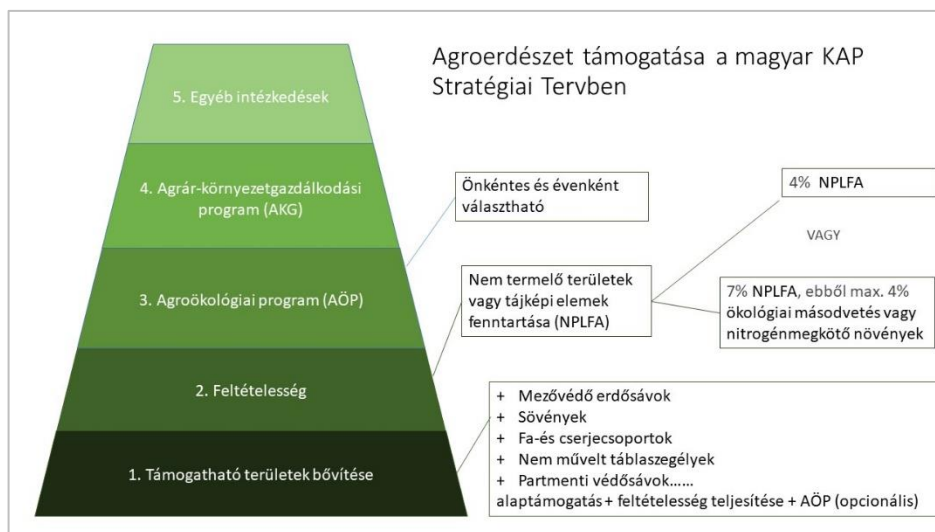 Agroerdészet támogatása a magyar KAP
Stratégiai Tervben
5. Egyéb intézkedések
4. Agrár-környezetgazdálkodási
program (AKG)
3. Agroökológiai program (AÖP)
2. Feltételesség
1. Támogatható területek bővítése
Önkéntes és évenként
választható
Nem termelő területek
vagy tájképi elemek
fenntartása (NPLFA)
4% NPLFA
VAGY
7% NPLFA, ebből max. 4%
ökológiai másodvetés vagy
nitrogénmegkötő növények
+ Mezővédő erdősávok
+ Sövények
+ Fa-és cserjecsoportok
+ Nem művelt táblaszegélyek
+ Partmenti védősávok……
alaptámogatás + feltételesség teljesítése + AÖP (opcionális)